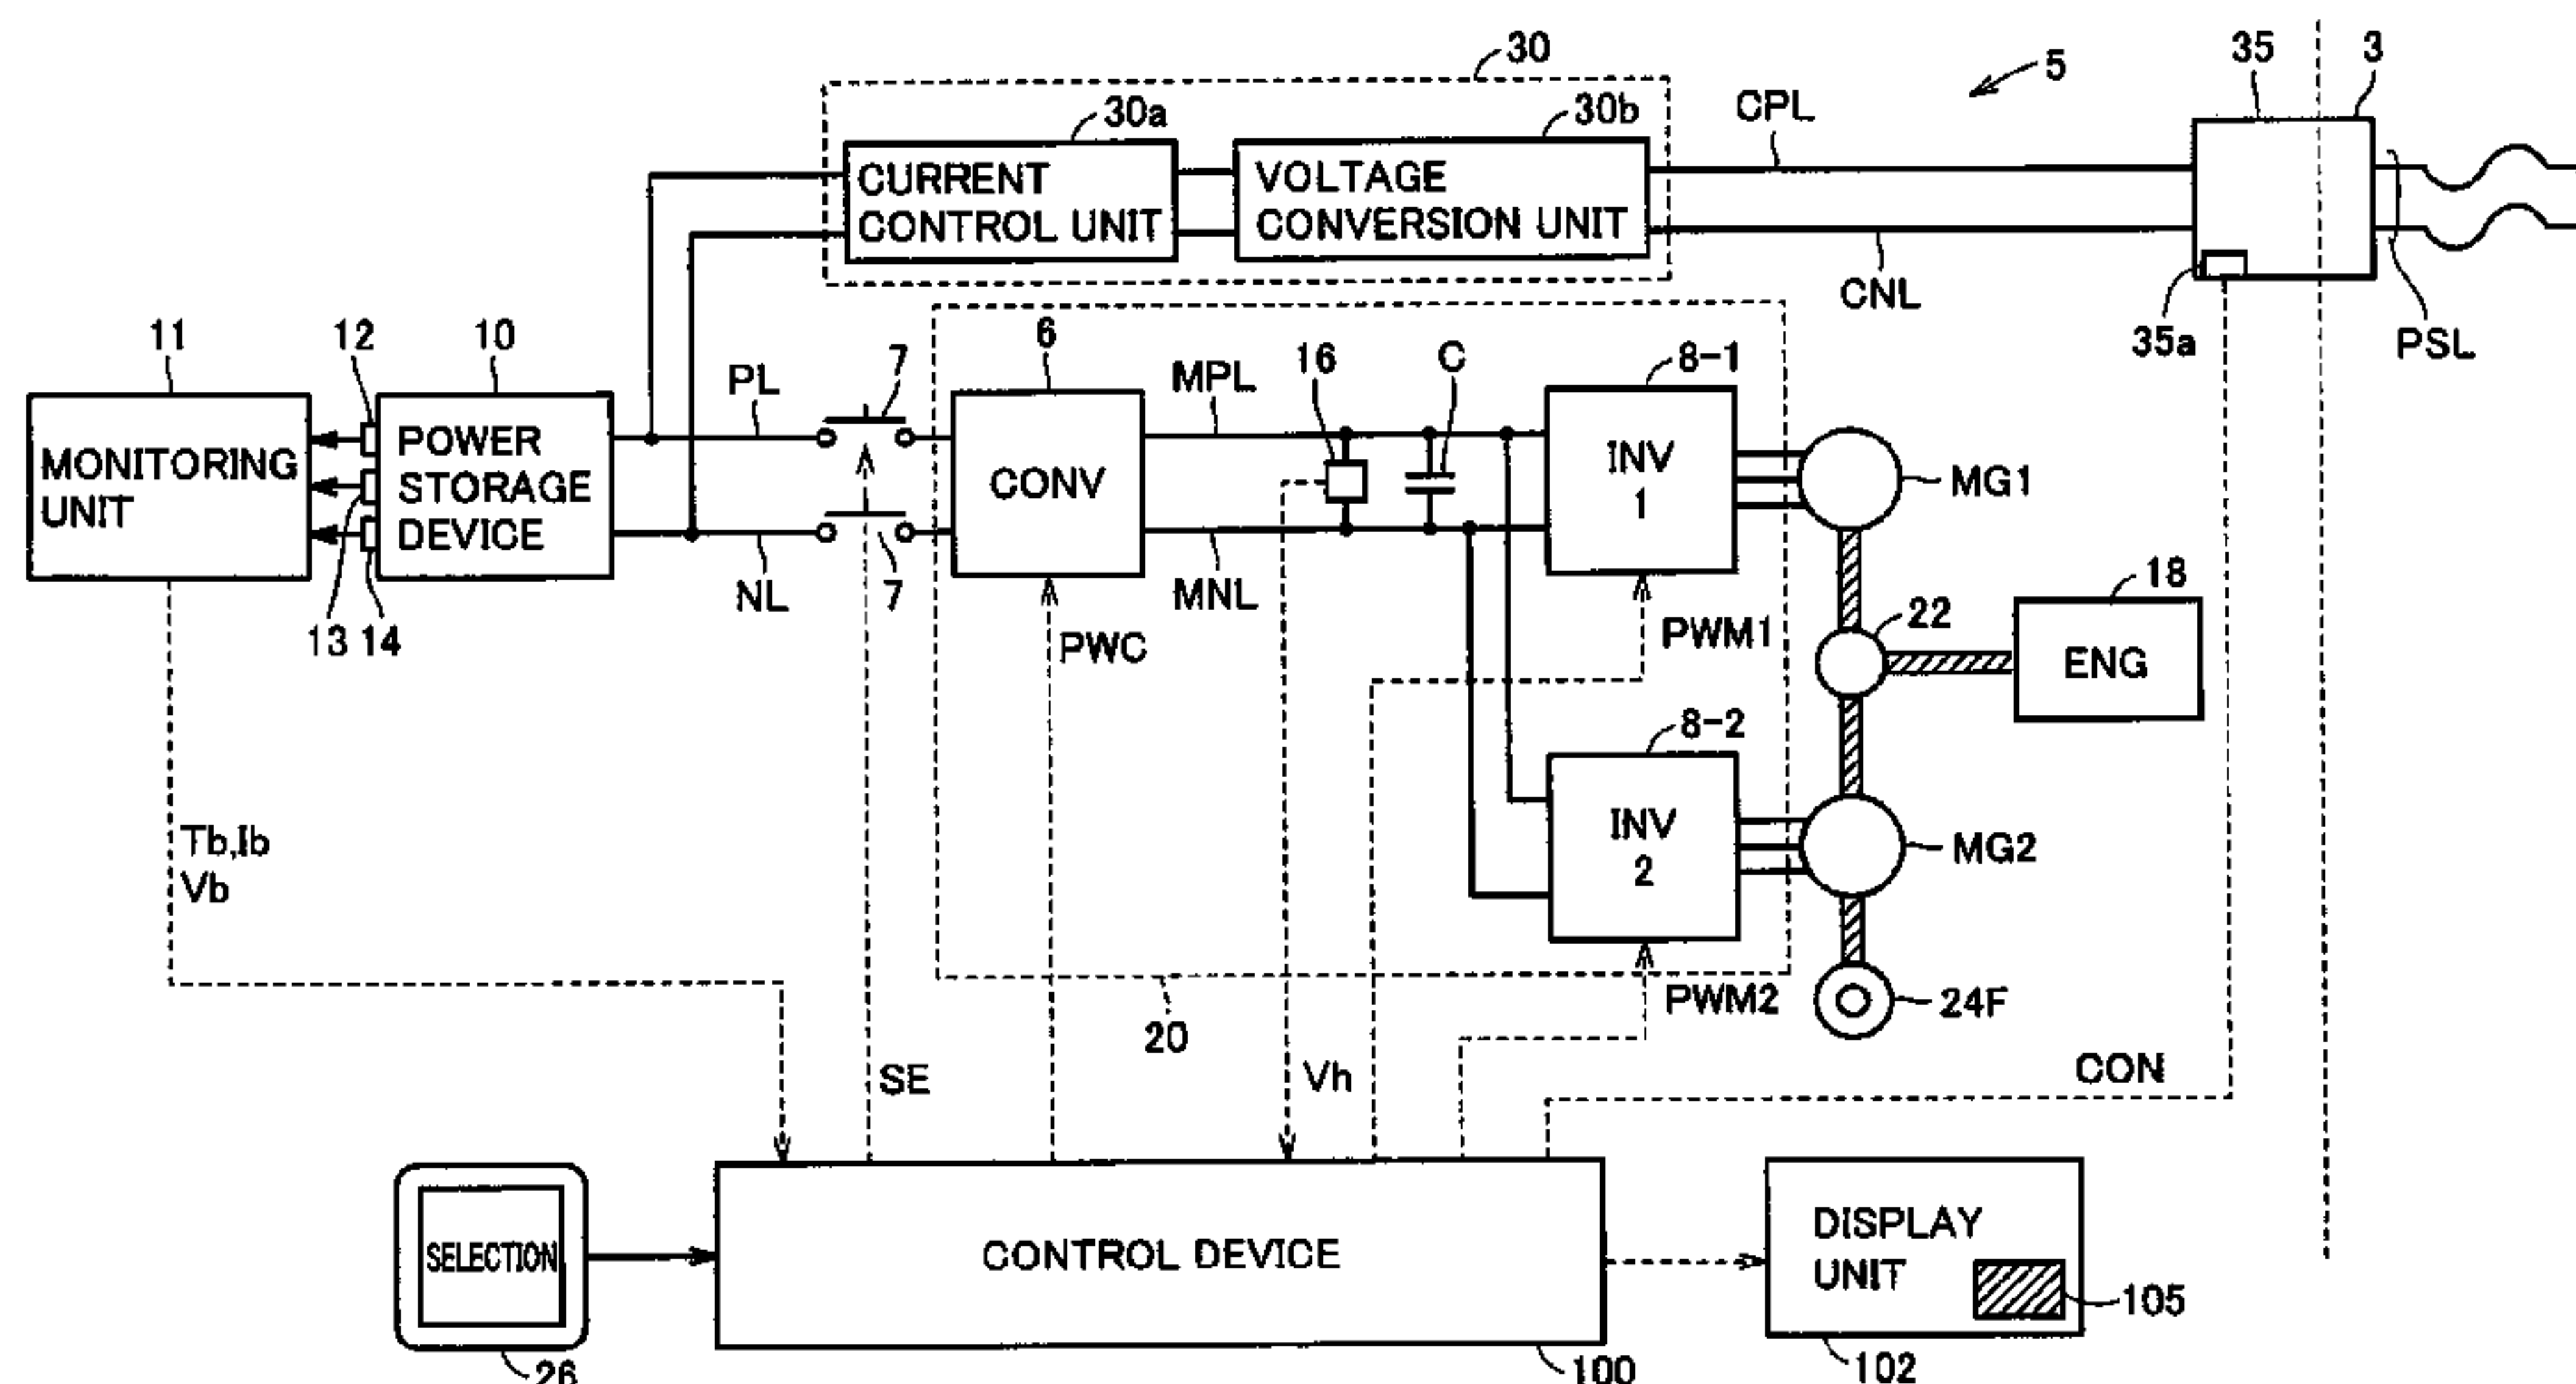 30
5
35
3
30a
30b
CPL
CURRENT
CONTROL UNIT
VOLTAGE
CONVERSION UNIT
CNL
35a
PSL
11
12
10
PL
7
6
MPL
16
C
8-1
MONITORING
UNIT
POWER
STORAGE
DEVICE
CONV
INV
1
MG1
13
14
NL
7
MNL
PWC
PWM1
22
18
ENG
8-2
INV
2
MG2
Tb,Ib
Vb
20
PWM2
24F
SE
Vh
CON
SELECTION
CONTROL DEVICE
DISPLAY
UNIT
105
26
100
102